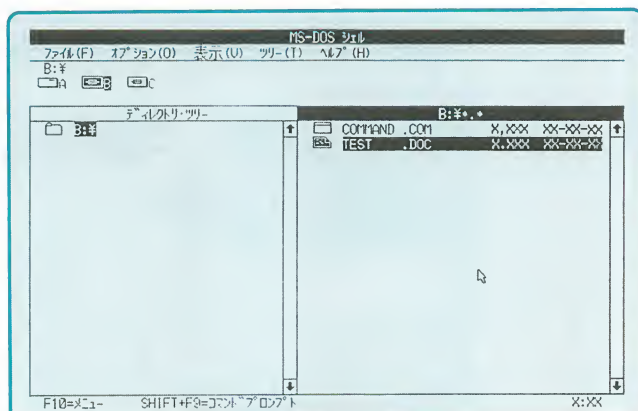 MS-DOS シェル
ファイル(F) オプション(O) 表示(V) ツリー(T) ヘルプ(H)
B:¥
A B C
ディレクトリ・ツリー
B:¥*.*
B:¥
COMMAND .COM X,XXX XX-XX-XX
TEST .DOC X.XXX XX-XX-XX
F10=メニュー SHIFT+F9=コマンドプロンプト X:XX